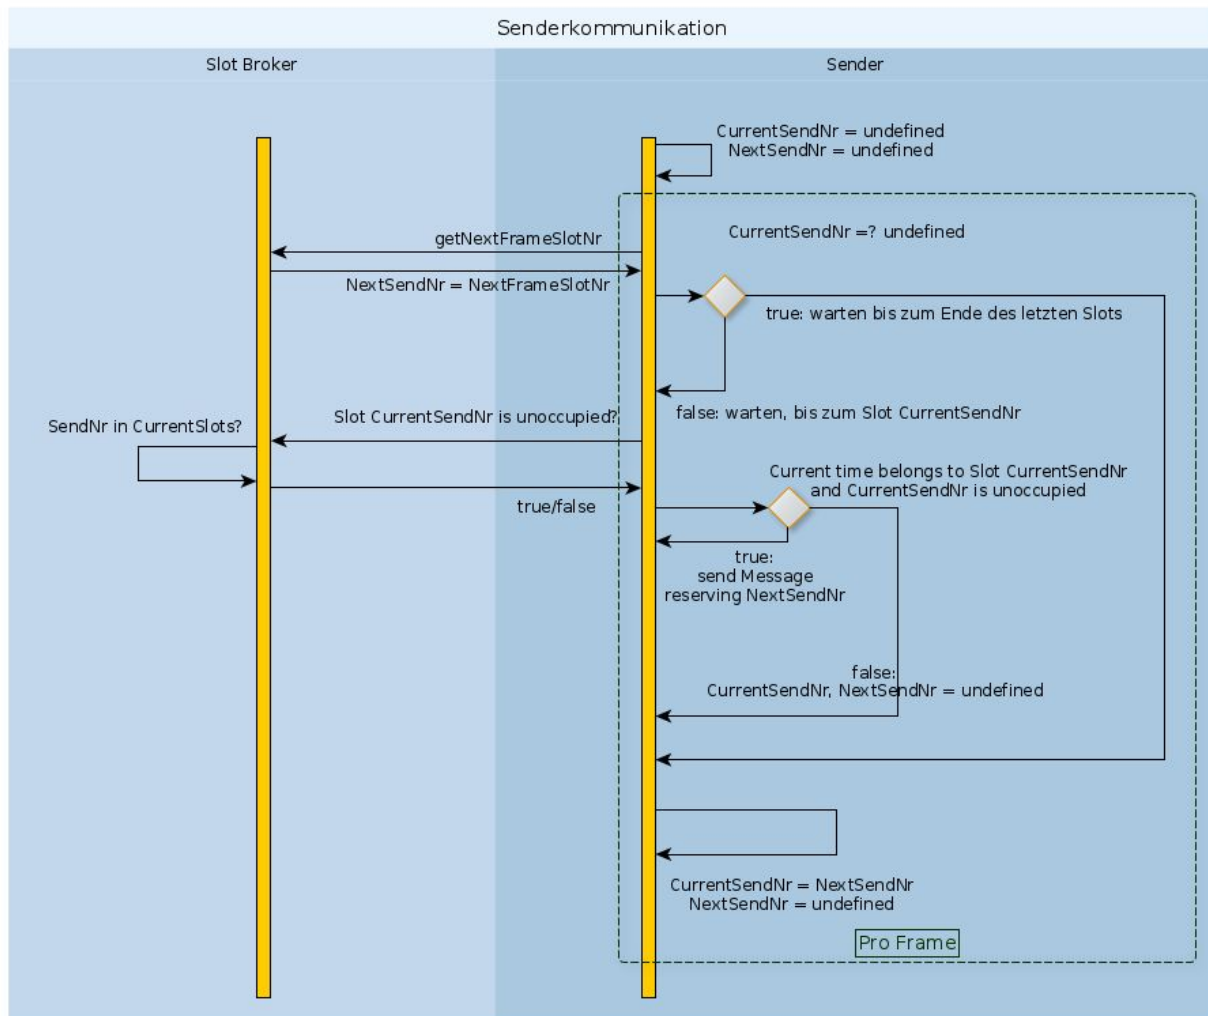 Senderkommunikation
Slot Broker
Sender
CurrentSendNr = undefined
NextSendNr = undefined
getNextFrameSlotNr
CurrentSendNr =? undefined
NextSendNr = NextFrameSlotNr
true: warten bis zum Ende des letzten Slots
false: warten, bis zum Slot CurrentSendNr
Slot CurrentSendNr is unoccupied?
SendNr in CurrentSlots?
true/false
Current time belongs to Slot CurrentSendNr
and CurrentSendNr is unoccupied
true:
send Message
reserving NextSendNr
false:
CurrentSendNr, NextSendNr = undefined
CurrentSendNr = NextSendNr
NextSendNr = undefined
Pro Frame